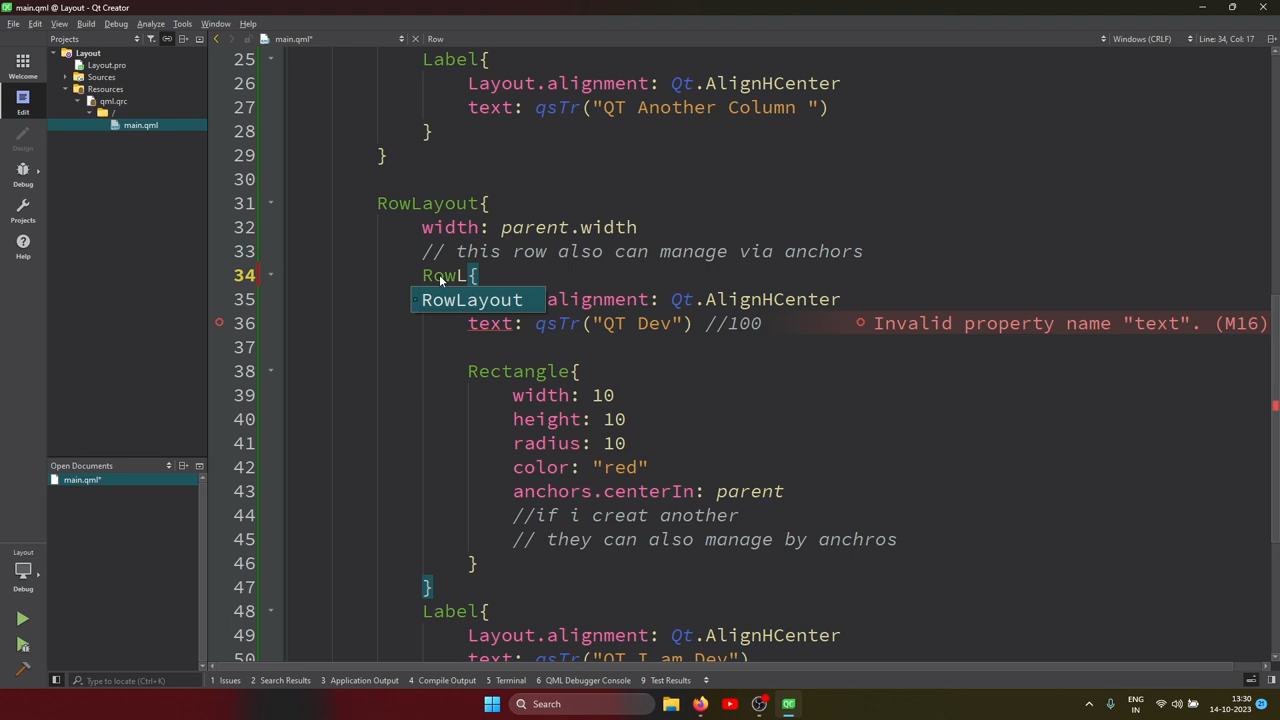 main.qml @ Layout - Qt Creator
File Edit View Build Debug Analyze Tools Window Help
Projects
main.qml*
Row
Windows (CRLF)
Line: 34, Col: 17
Welcome
Edit
Design
Debug
Projects
Help
Layout
Layout.pro
Sources
Resources
qml.qrc
/
main.qml
Open Documents
main.qml*
25 Label{
26 Layout.alignment: Qt.AlignHCenter
27 text: qsTr("QT Another Column ")
28 }
29 }
30
31 RowLayout{
32 width: parent.width
33 // this row also can manage via anchors
34 RowL{
RowLayout
35 alignment: Qt.AlignHCenter
36 text: qsTr("QT Dev") //100 Invalid property name "text". (M16)
37
38 Rectangle{
39 width: 10
40 height: 10
41 radius: 10
42 color: "red"
43 anchors.centerIn: parent
44 //if i creat another
45 // they can also manage by anchros
46 }
47 }
48 Label{
49 Layout.alignment: Qt.AlignHCenter
50 text: qsTr("QT I am Dev")
Layout
Debug
Type to locate (Ctrl+K)
1 Issues 2 Search Results 3 Application Output 4 Compile Output 5 Terminal 6 QML Debugger Console 9 Test Results
Search
QC
ENG
IN
13:30
14-10-2023
21